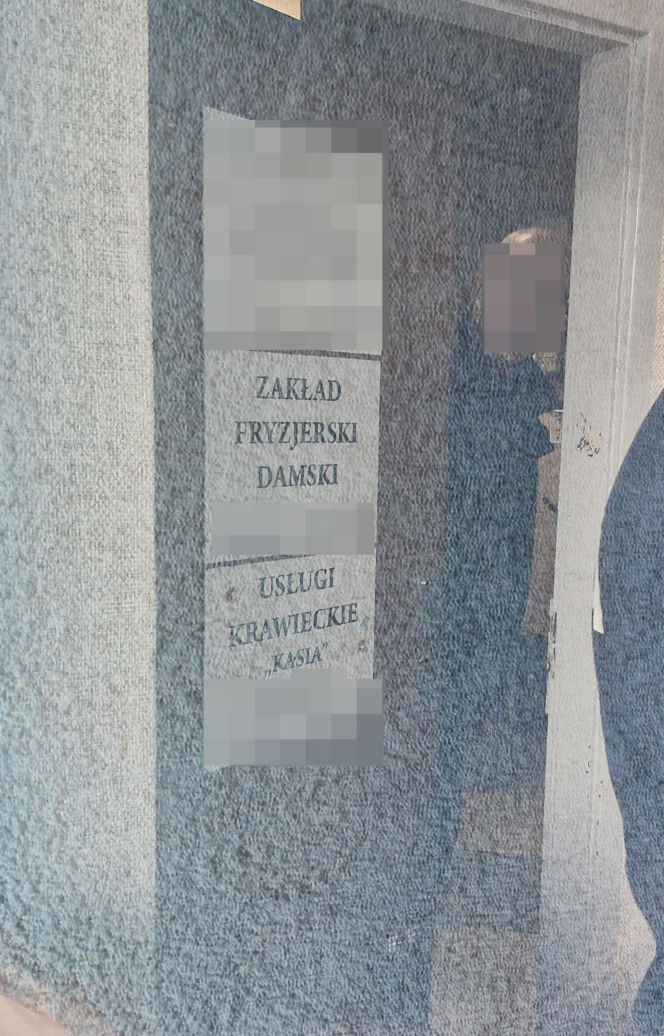 ZAKŁAD
FRYZJERSKI
DAMSKI
USŁUGI
KRAWIECKIE
„KASIA”